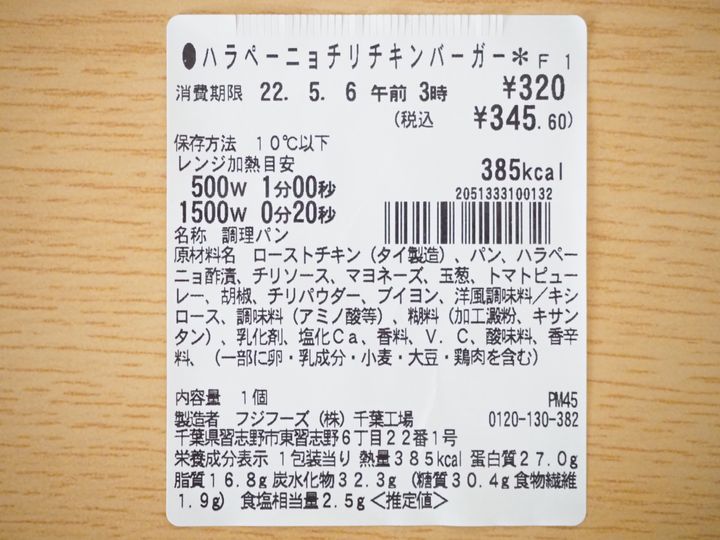 ●ハラペーニョチリチキンバーガー＊ F 1
消費期限 22. 5. 6 午前 3時 ¥320
(税込 ¥345.60)
保存方法 10℃以下
レンジ加熱目安 385kcal
500W 1分00秒 2051333100132
1500W 0分20秒
名称 調理パン
原材料名 ローストチキン（タイ製造）、パン、ハラペー
ニョ酢漬、チリソース、マヨネーズ、玉葱、トマトピュー
レー、胡椒、チリパウダー、ブイヨン、洋風調味料／キシ
ロース、調味料（アミノ酸等）、糊料（加工澱粉、キサン
タン）、乳化剤、塩化Ｃａ、香料、Ｖ．Ｃ、酸味料、香辛
料、（一部に卵・乳成分・小麦・大豆・鶏肉を含む）
内容量 １個 PM45
製造者 フジフーズ（株）千葉工場 0120-130-382
千葉県習志野市東習志野６丁目２２番１号
栄養成分表示 １包装当り 熱量３８５kcal 蛋白質２７.０g
脂質１６.８g 炭水化物３２.３g （糖質３０.４g 食物繊維
１.９g） 食塩相当量２.５g＜推定値＞